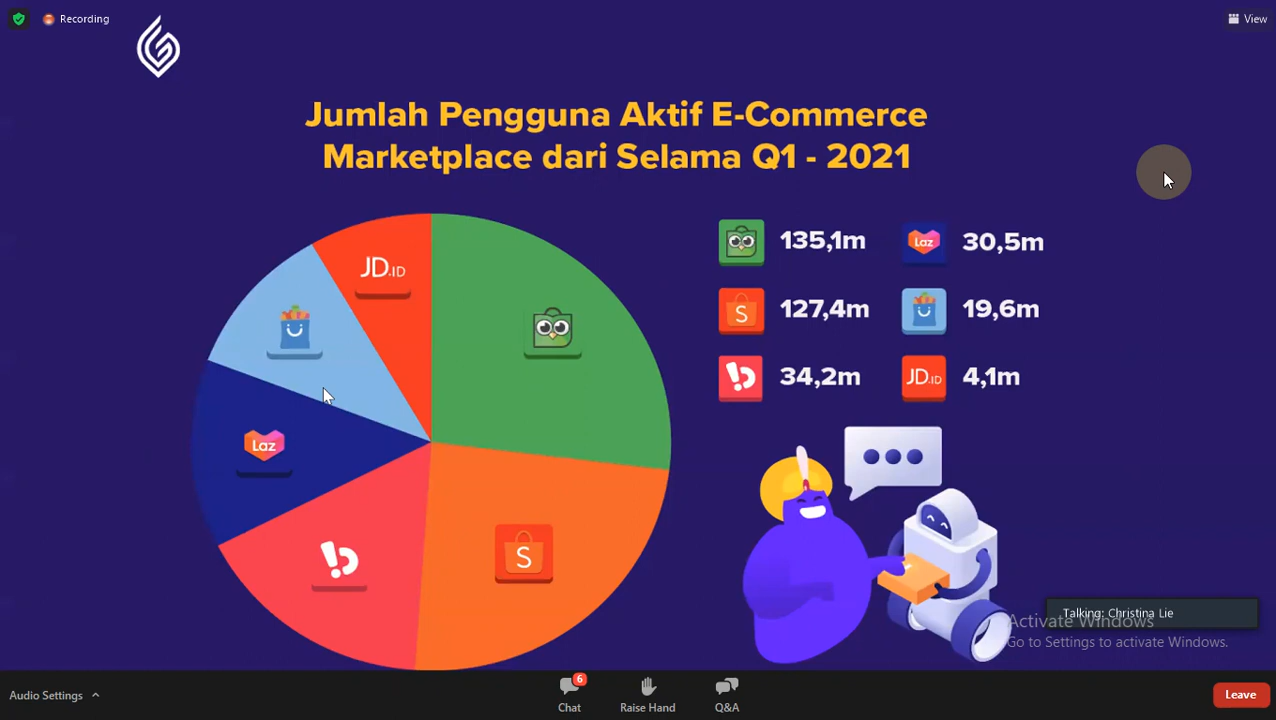 Recording
View
Jumlah Pengguna Aktif E-Commerce
Marketplace dari Selama Q1 - 2021
JD.ID
Laz
S
135,1m
Laz
30,5m
S
127,4m
19,6m
34,2m
JD.ID
4,1m
Talking: Christina Lie
Activate Windows
Go to Settings to activate Windows.
Audio Settings
6
Chat
Raise Hand
Q&A
Leave